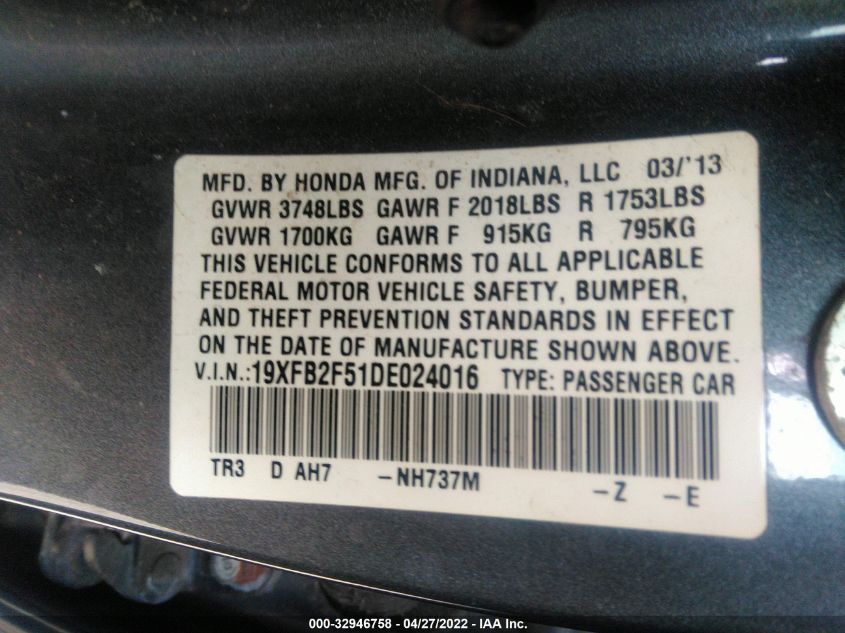 MFD. BY HONDA MFG. OF INDIANA, LLC 03/'13
GVWR 3748LBS GAWR F 2018LBS R 1753LBS
GVWR 1700KG GAWR F 915KG R 795KG
THIS VEHICLE CONFORMS TO ALL APPLICABLE
FEDERAL MOTOR VEHICLE SAFETY, BUMPER,
AND THEFT PREVENTION STANDARDS IN EFFECT
ON THE DATE OF MANUFACTURE SHOWN ABOVE.
V.I.N.:19XFB2F51DE024016 TYPE: PASSENGER CAR
TR3 D AH7 -NH737M -Z -E
000-32946758 - 04/27/2022 - IAA Inc.